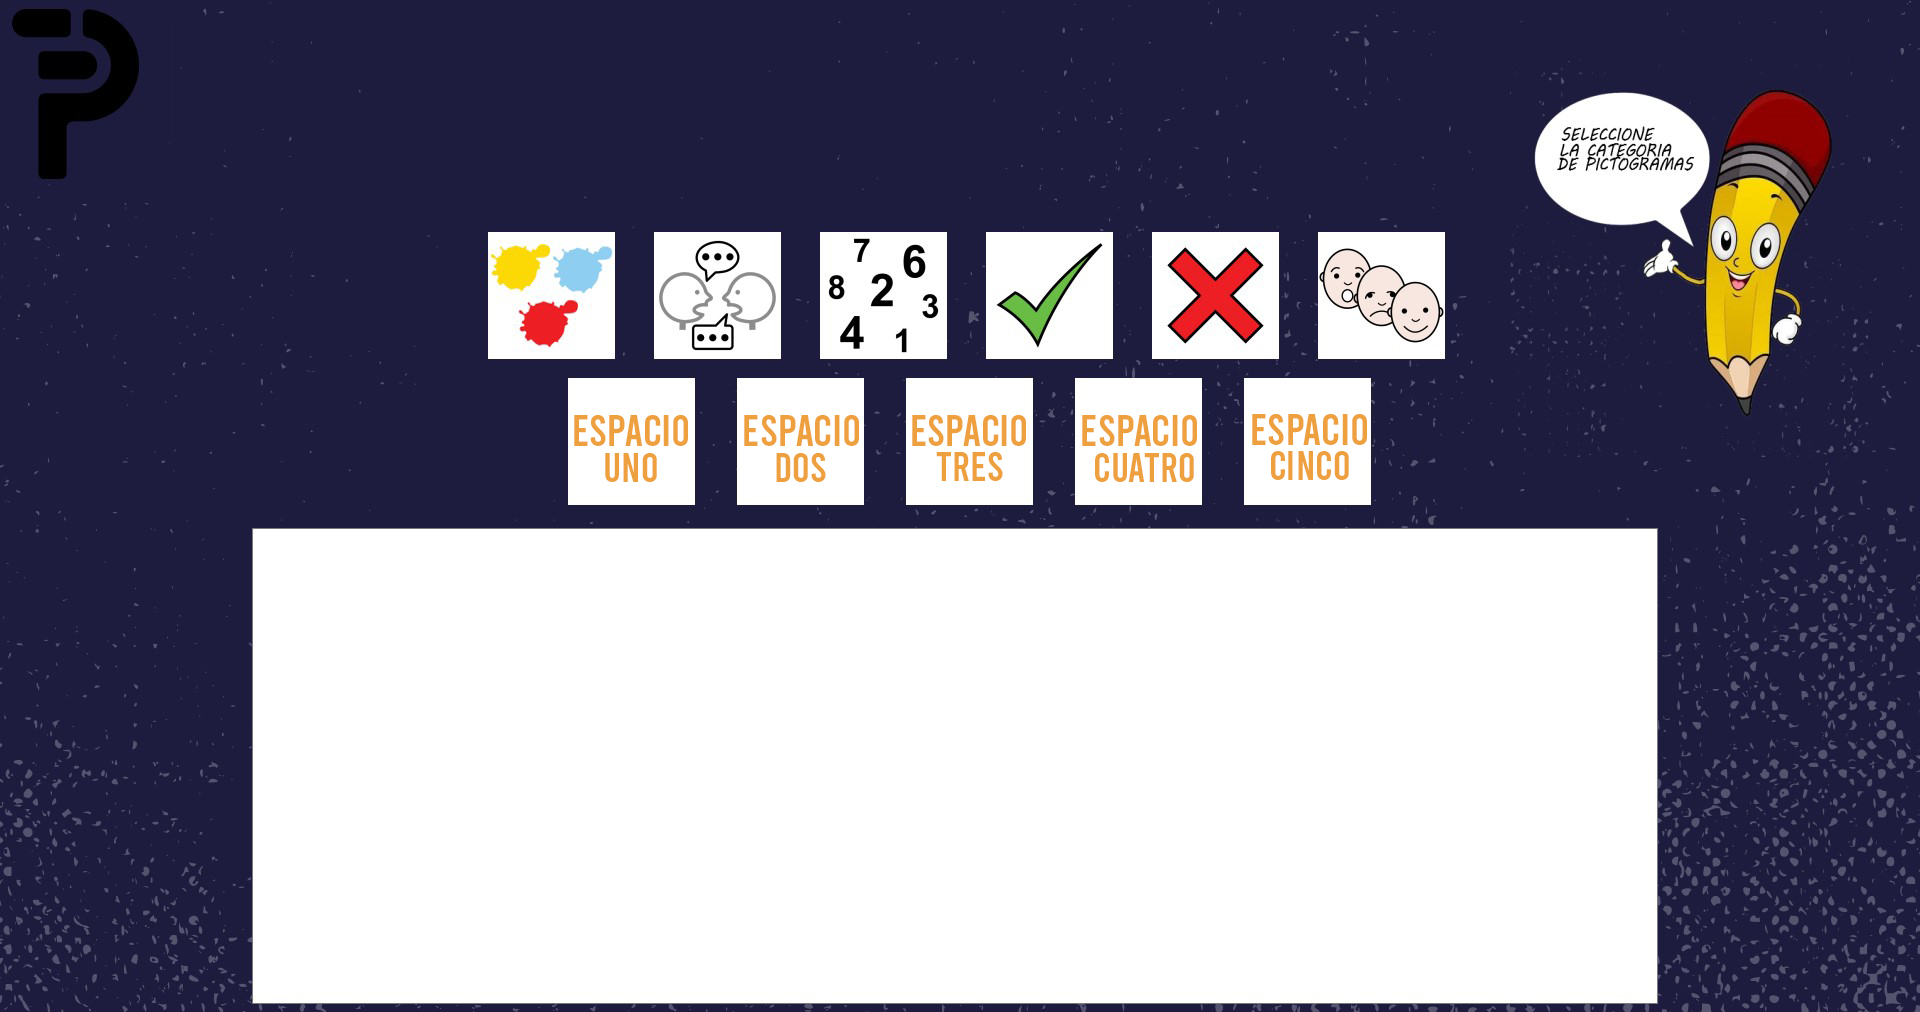 SELECCIONE
LA CATEGORIA
DE PICTOGRAMAS
7
6
8
2
3
4
1
ESPACIO
UNO
ESPACIO
DOS
ESPACIO
TRES
ESPACIO
CUATRO
ESPACIO
CINCO